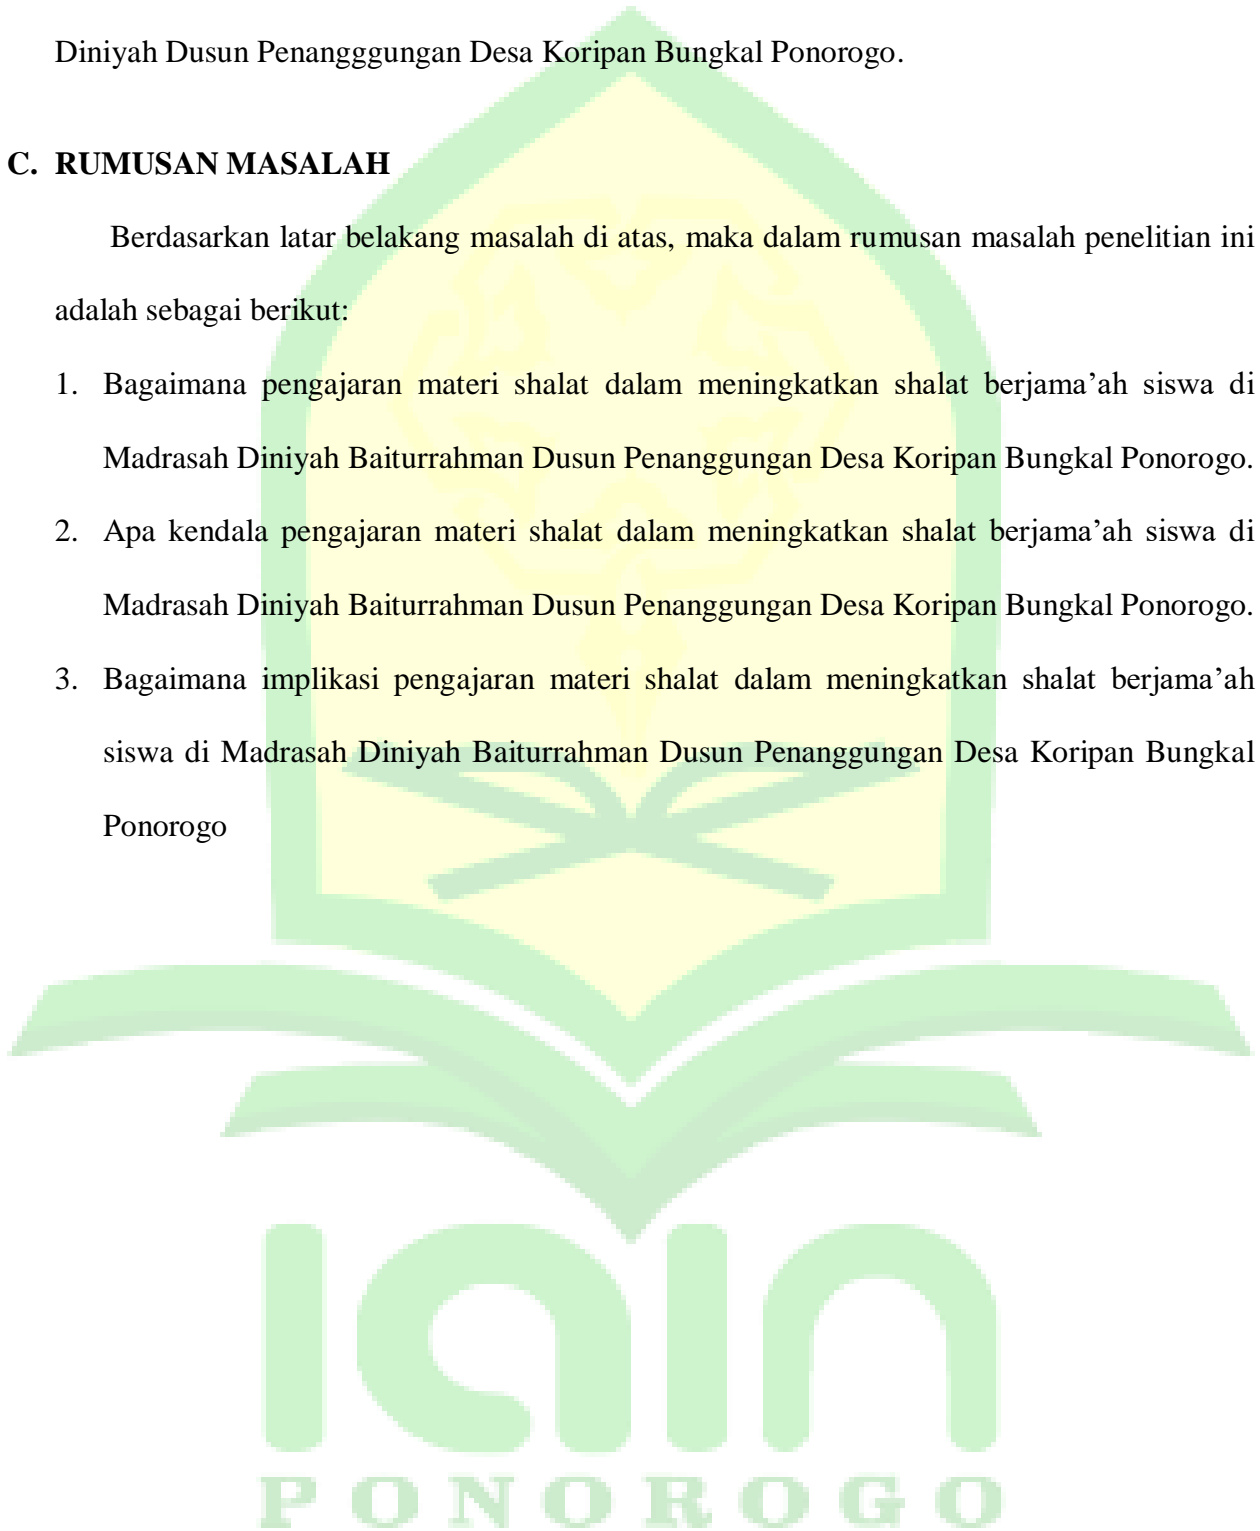 Diniyah Dusun Penangggungan Desa Koripan Bungkal Ponorogo.
C. RUMUSAN MASALAH
Berdasarkan latar belakang masalah di atas, maka dalam rumusan masalah penelitian ini
adalah sebagai berikut:
1. Bagaimana pengajaran materi shalat dalam meningkatkan shalat berjama’ah siswa di
Madrasah Diniyah Baiturrahman Dusun Penanggungan Desa Koripan Bungkal Ponorogo.
2. Apa kendala pengajaran materi shalat dalam meningkatkan shalat berjama’ah siswa di
Madrasah Diniyah Baiturrahman Dusun Penanggungan Desa Koripan Bungkal Ponorogo.
3. Bagaimana implikasi pengajaran materi shalat dalam meningkatkan shalat berjama’ah
siswa di Madrasah Diniyah Baiturrahman Dusun Penanggungan Desa Koripan Bungkal
Ponorogo
iain
PONOROGO